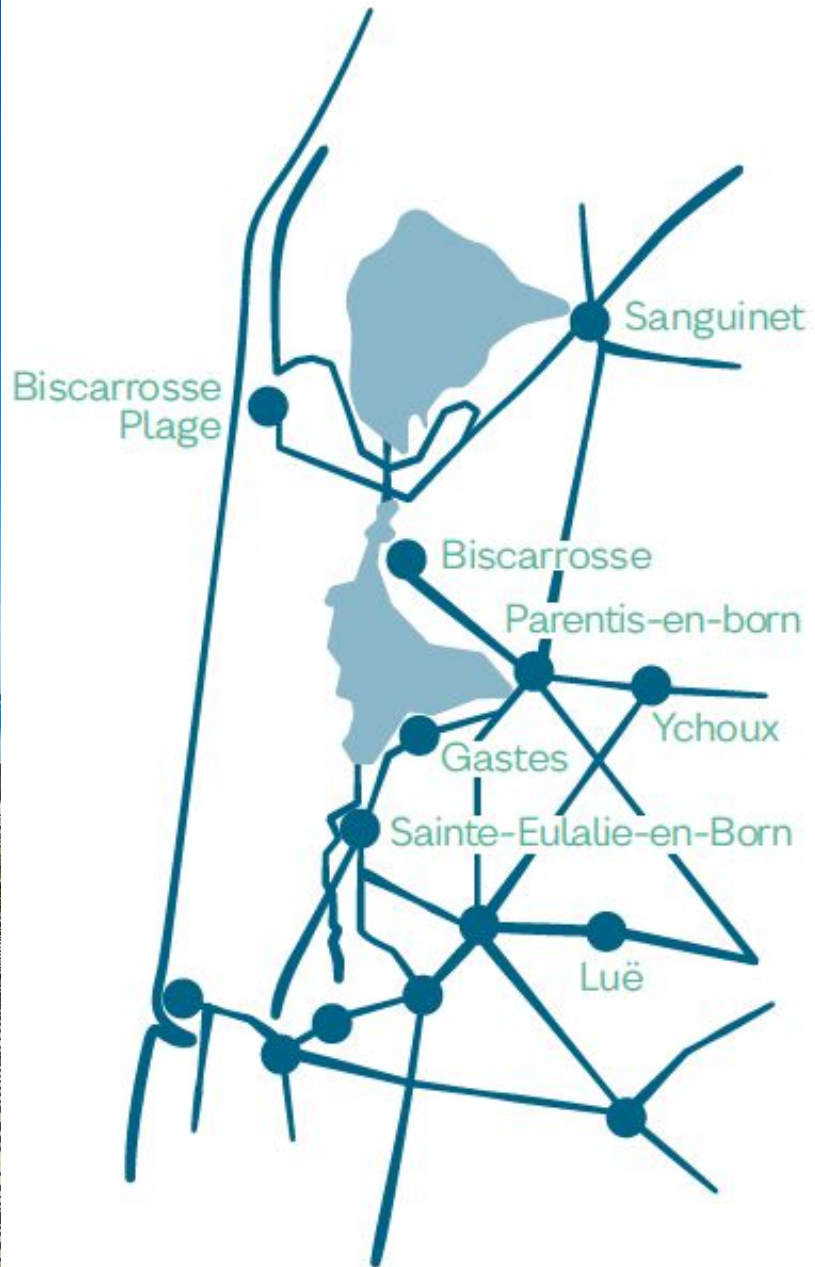 Sanguinet
Biscarrosse
Plage
Biscarrosse
Parentis-en-born
Ychoux
Gastes
Sainte-Eulalie-en-Born
Luë